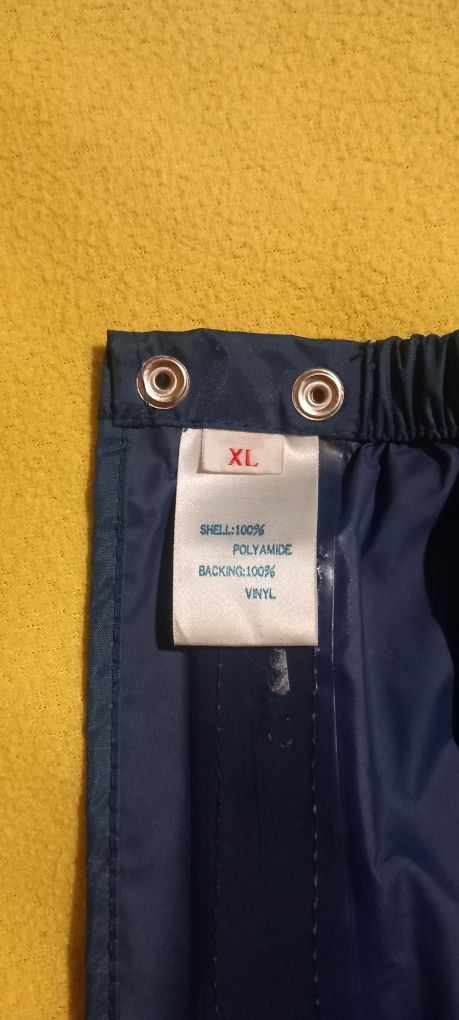 XL
SHELL:100%
POLYAMIDE
BACKING:100%
VINYL